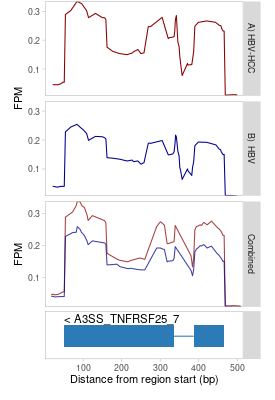 0.3
0.2
0.1
FPM
A) HBV-HCC
0.3
0.2
0.1
B) HBV
0.3
0.2
0.1
FPM
Combined
< A3SS_TNFRSF25_7
100 200 300 400 500
Distance from region start (bp)